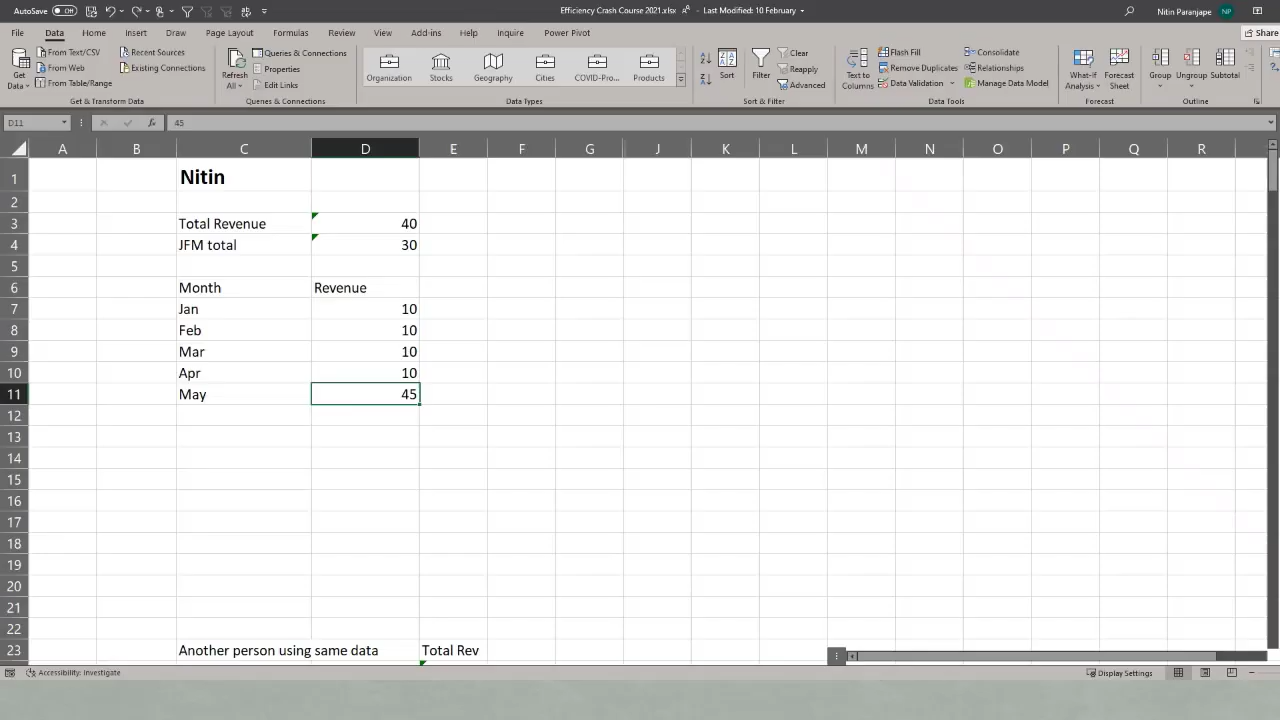 AutoSave Off
Efficiency Crash Course 2021.xlsx - Last Modified: 10 February
Nitin Paranjape NP
File Data Home Insert Draw Page Layout Formulas Review View Add-ins Help Inquire Power Pivot Share
Get Data
From Text/CSV
From Web
From Table/Range
Recent Sources
Existing Connections
Get & Transform Data
Refresh All
Queries & Connections
Properties
Edit Links
Queries & Connections
Organization Stocks Geography Cities COVID-Pro... Products
Data Types
Sort
Filter
Clear
Reapply
Advanced
Sort & Filter
Text to Columns
Flash Fill
Remove Duplicates
Data Validation
Consolidate
Relationships
Manage Data Model
Data Tools
What-If Analysis
Forecast Sheet
Forecast
Group Ungroup Subtotal
Outline
D11 fx 45
A B C D E F G J K L M N O P Q R
1 Nitin
2
3 Total Revenue 40
4 JFM total 30
5
6 Month Revenue
7 Jan 10
8 Feb 10
9 Mar 10
10 Apr 10
11 May 45
12
13
14
15
16
17
18
19
20
21
22
23 Another person using same data Total Rev
Accessibility: Investigate
Display Settings